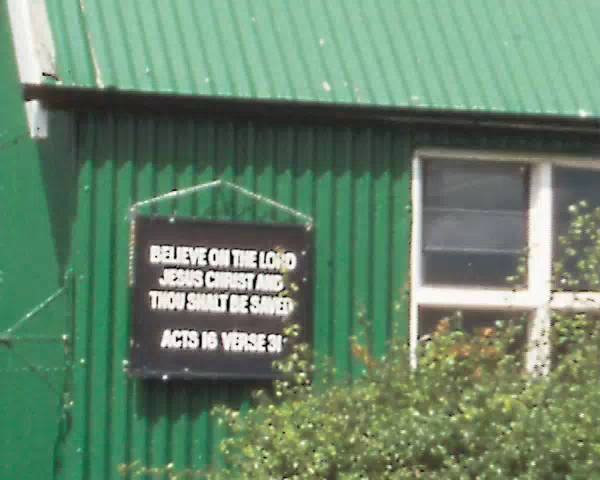 BELIEVE ON THE LORD
JESUS CHRIST AND
THOU SHALT BE SAVED
ACTS 16 VERSE 31